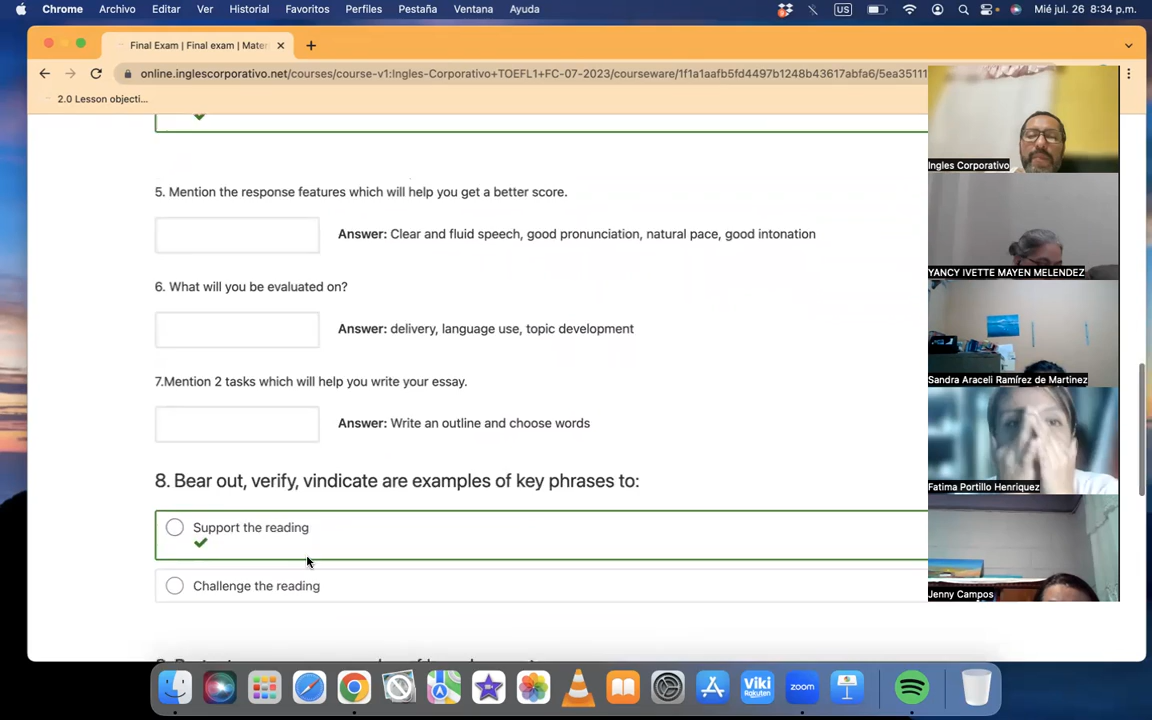 Chrome Archivo Editar Ver Historial Favoritos Perfiles Pestaña Ventana Ayuda US Mié jul. 26 8:34 p.m.
Final Exam | Final exam | Mater
online.inglescorporativo.net/courses/course-v1:Ingles-Corporativo+TOEFL1+FC-07-2023/courseware/1f1a1aafb5fd4497b1248b43617abfa6/5ea35111
2.0 Lesson objecti...
5. Mention the response features which will help you get a better score.
Answer: Clear and fluid speech, good pronunciation, natural pace, good intonation
6. What will you be evaluated on?
Answer: delivery, language use, topic development
7.Mention 2 tasks which will help you write your essay.
Answer: Write an outline and choose words
8. Bear out, verify, vindicate are examples of key phrases to:
Support the reading
Challenge the reading
Ingles Corporativo
YANCY IVETTE MAYEN MELENDEZ
Sandra Araceli Ramírez de Martinez
Fatima Portillo Henriquez
Jenny Campos
Viki
Rakuten
zoom